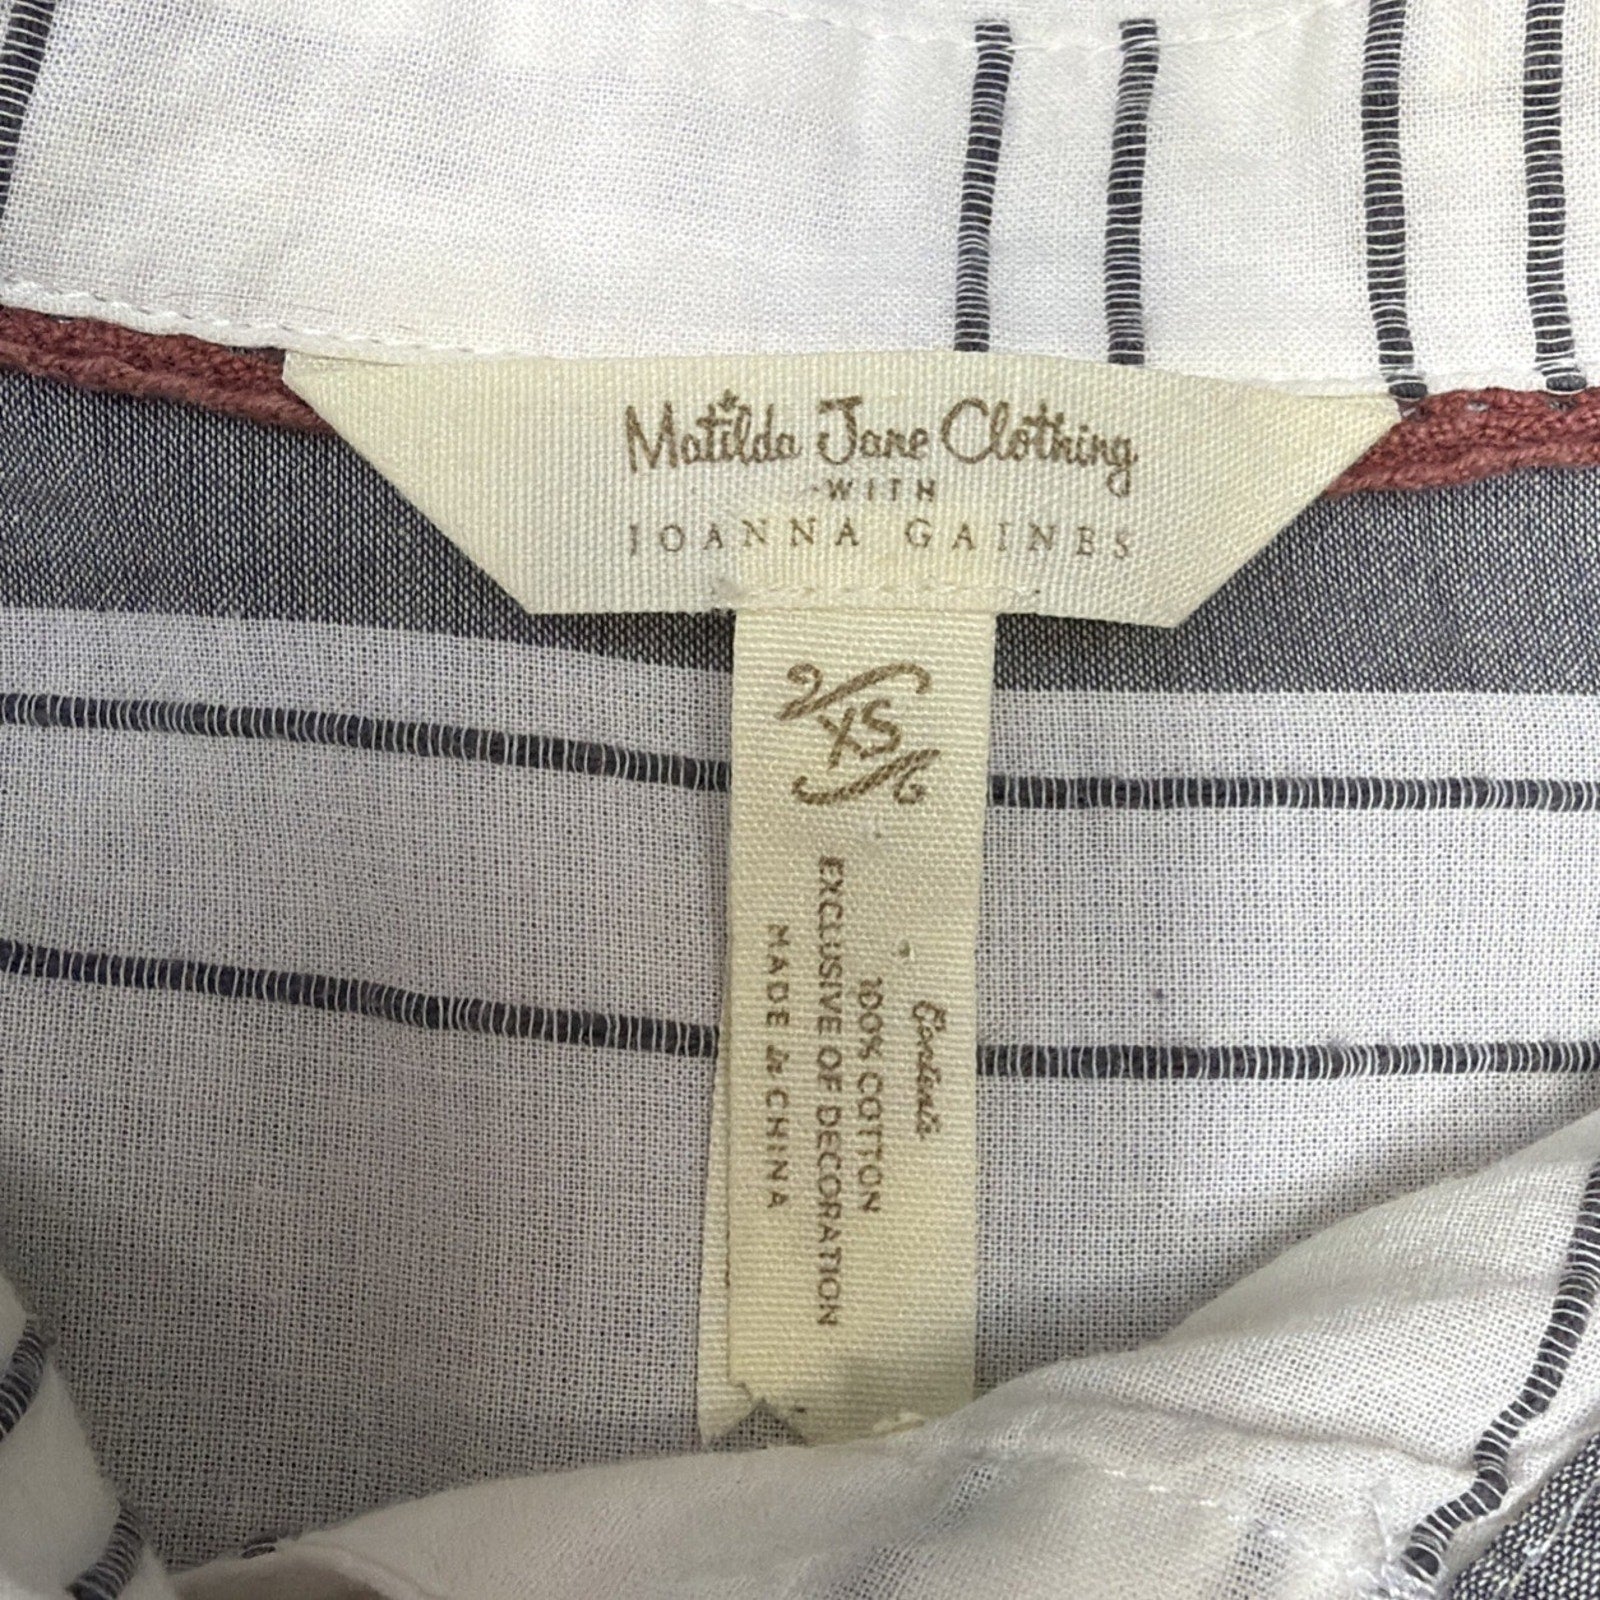 Matilda Jane Clothing
WITH
JOANNA GAINES
XS
Contents
100% COTTON
EXCLUSIVE OF DECORATION
MADE in CHINA